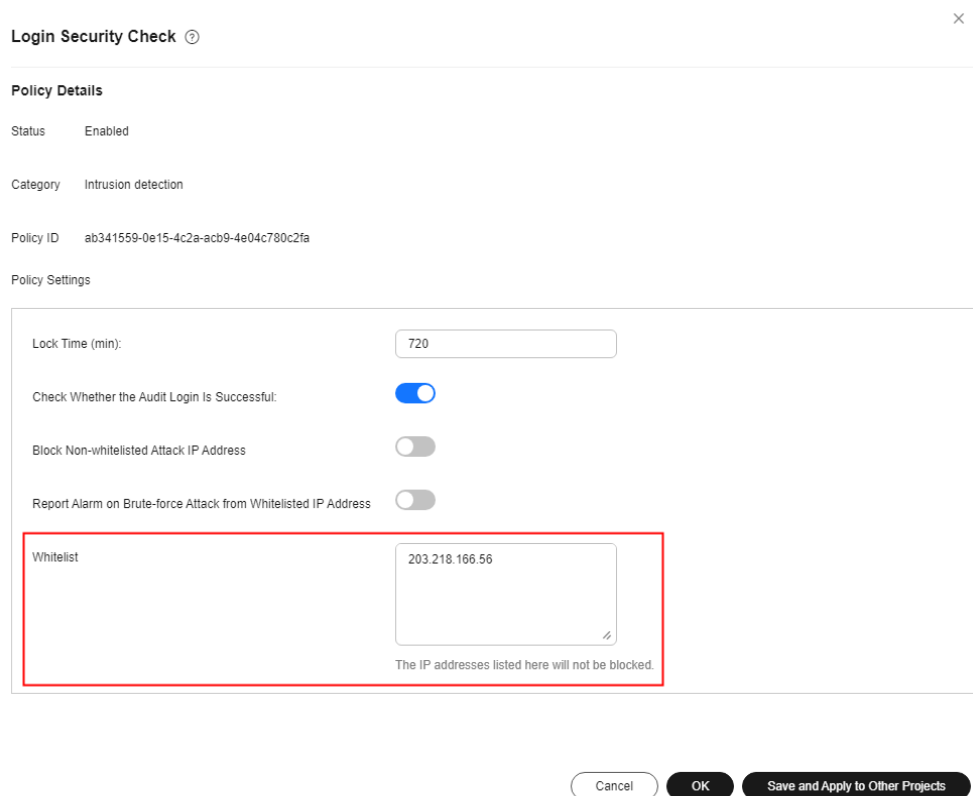 Login Security Check
Policy Details
Status Enabled
Category Intrusion detection
Policy ID ab341559-0e15-4c2a-acb9-4e04c780c2fa
Policy Settings
Lock Time (min): 720
Check Whether the Audit Login Is Successful:
Block Non-whitelisted Attack IP Address
Report Alarm on Brute-force Attack from Whitelisted IP Address
Whitelist 203.218.166.56
The IP addresses listed here will not be blocked.
Cancel OK Save and Apply to Other Projects